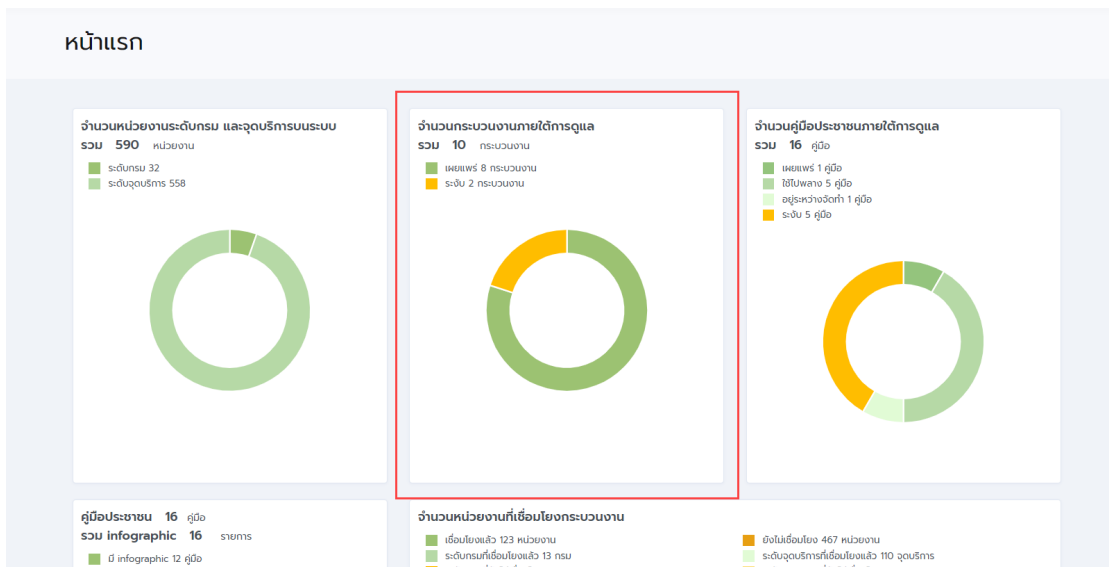 หน้าแรก
จำนวนหน่วยงานระดับกรม และจุดบริการบนระบบ
รวม 590 หน่วยงาน
ระดับกรม 32
ระดับจุดบริการ 558
จำนวนกระบวนงานภายใต้การดูแล
รวม 10 กระบวนงาน
เผยแพร่ 8 กระบวนงาน
ระงับ 2 กระบวนงาน
จำนวนคู่มือประชาชนภายใต้การดูแล
รวม 16 คู่มือ
เผยแพร่ 1 คู่มือ
ใช้ไปพลาง 5 คู่มือ
อยู่ระหว่างจัดทำ 1 คู่มือ
ระงับ 5 คู่มือ
คู่มือประชาชน 16 คู่มือ
รวม infographic 16 รายการ
มี infographic 12 คู่มือ
จำนวนหน่วยงานที่เชื่อมโยงกระบวนงาน
เชื่อมโยงแล้ว 123 หน่วยงาน
ระดับกรมที่เชื่อมโยงแล้ว 13 กรม
ยังไม่เชื่อมโยง 467 หน่วยงาน
ระดับจุดบริการที่เชื่อมโยงแล้ว 110 จุดบริการ